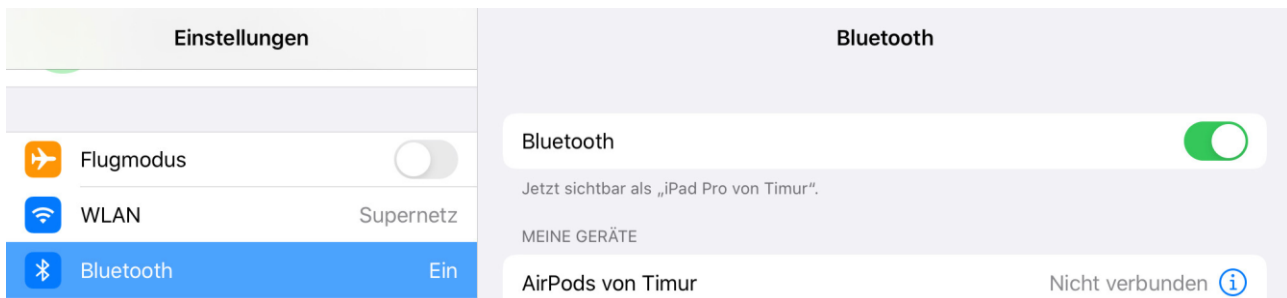 Einstellungen
Flugmodus
WLAN Supernetz
Bluetooth Ein
Bluetooth
Bluetooth
Jetzt sichtbar als „iPad Pro von Timur“.
MEINE GERÄTE
AirPods von Timur Nicht verbunden